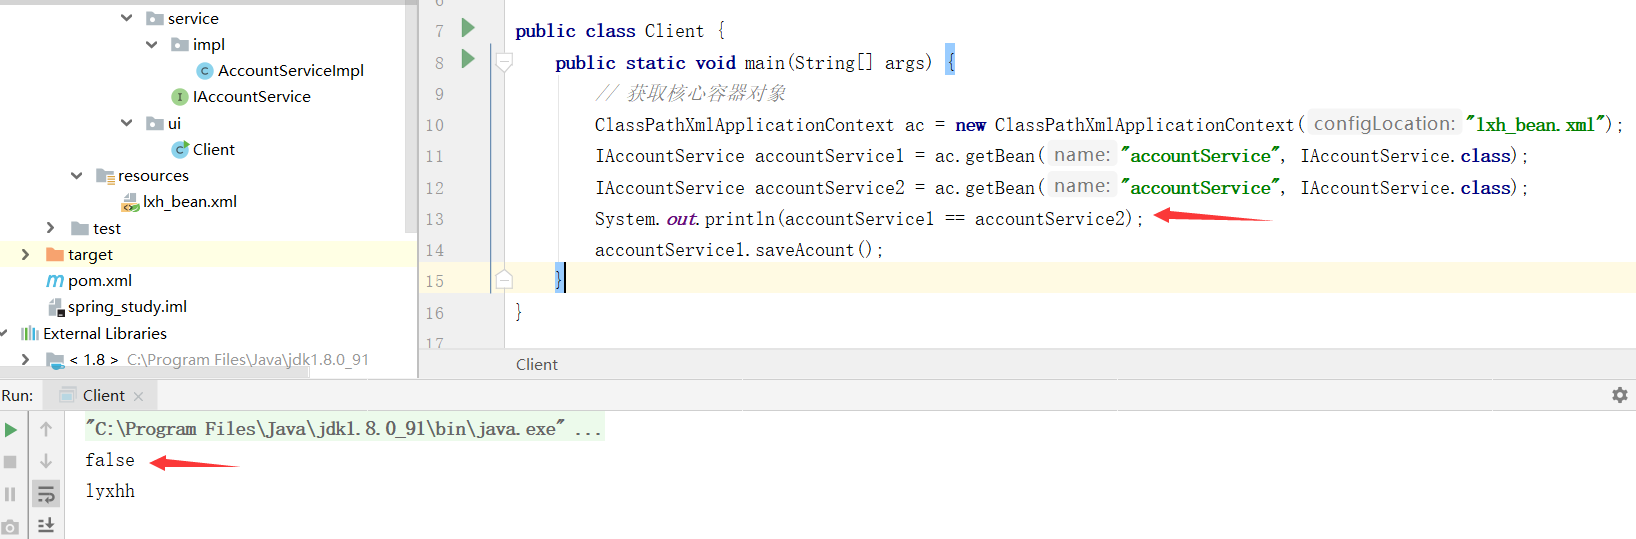 service
impl
AccountServiceImpl
IAccountService
ui
Client
resources
lxh_bean.xml
test
target
pom.xml
spring_study.iml
External Libraries
< 1.8 > C:\Program Files\Java\jdk1.8.0_91
7 public class Client {
8 public static void main(String[] args) {
9 // 获取核心容器对象
10 ClassPathXmlApplicationContext ac = new ClassPathXmlApplicationContext( configLocation: "lxh_bean.xml");
11 IAccountService accountService1 = ac.getBean( name: "accountService", IAccountService.class);
12 IAccountService accountService2 = ac.getBean( name: "accountService", IAccountService.class);
13 System.out.println(accountService1 == accountService2);
14 accountService1.saveAcount();
15 }
16 }
17
Client
Run: Client
"C:\Program Files\Java\jdk1.8.0_91\bin\java.exe" ...
false
lyxhh